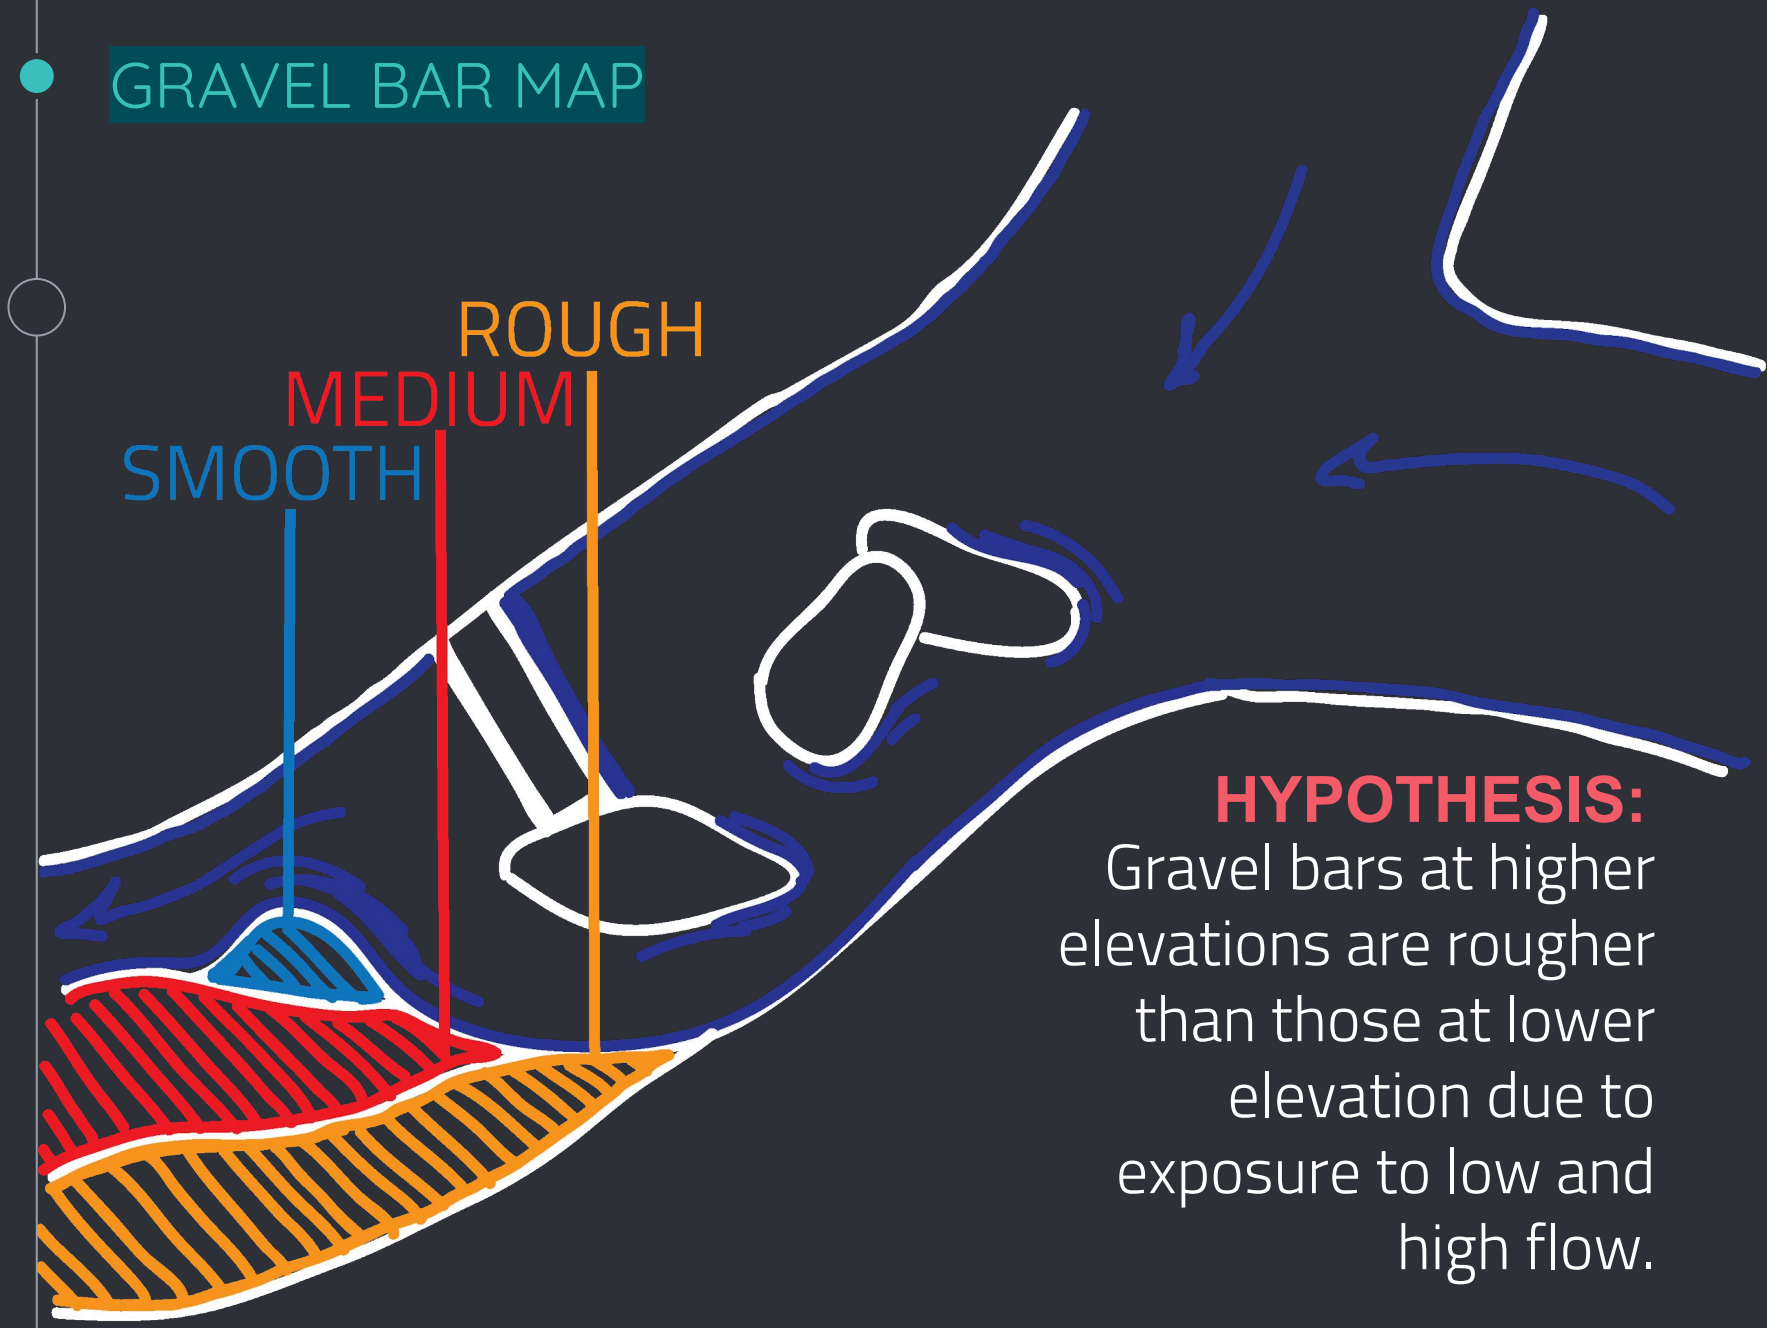 GRAVEL BAR MAP
ROUGH
MEDIUM
SMOOTH
HYPOTHESIS:
Gravel bars at higher
elevations are rougher
than those at lower
elevation due to
exposure to low and
high flow.